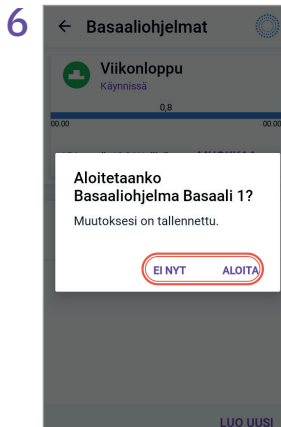 6
Basaaliohjelmat
Viikonloppu
Käynnissä
0,8
00.00 00.00
Aloitetaanko
Basaaliohjelma Basaali 1?
Muutoksesi on tallennettu.
EI NYT ALOITA
LUO UUSI